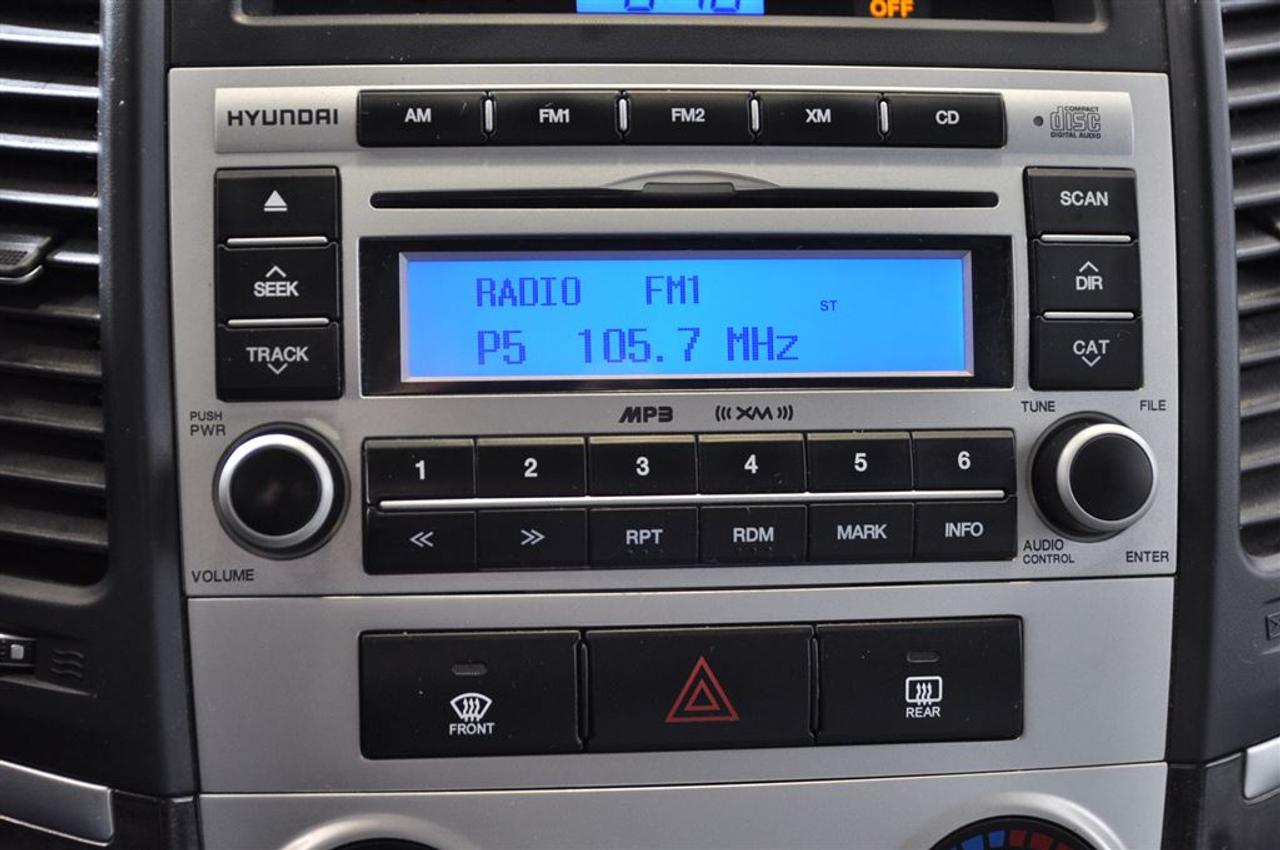 OFF
HYUNDAI AM FM1 FM2 XM CD COMPACT disc DIGITAL AUDIO
SCAN
SEEK
TRACK
RADIO FM1 ST
P5 105.7 MHz
DIR
CAT
PUSH
PWR
MP3 ((( XM )))
TUNE FILE
1 2 3 4 5 6
<< >> RPT RDM MARK INFO
VOLUME
AUDIO
CONTROL
ENTER
FRONT
REAR